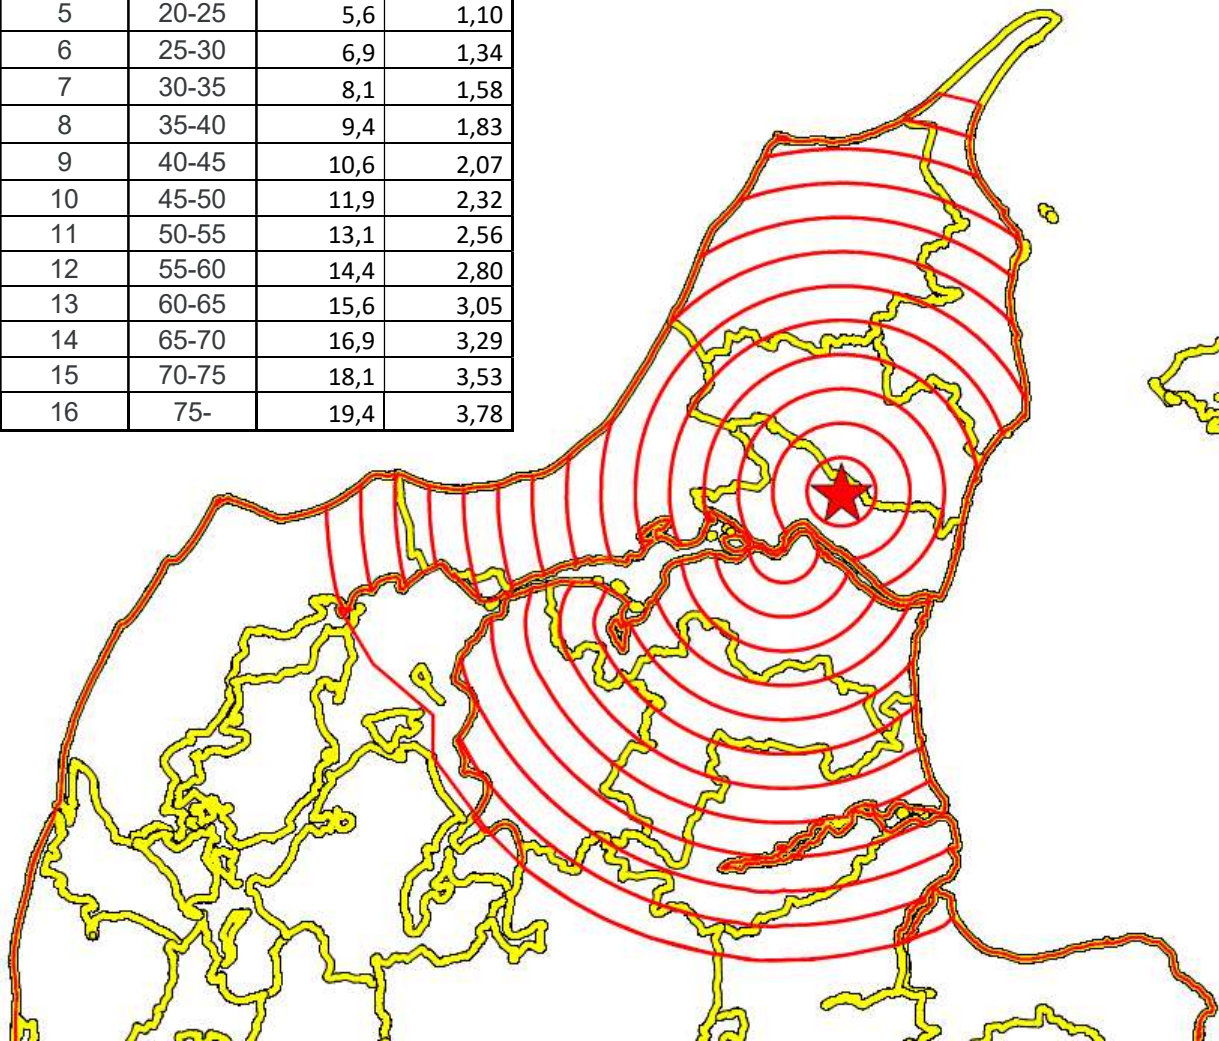 5 20-25 5,6 1,10
6 25-30 6,9 1,34
7 30-35 8,1 1,58
8 35-40 9,4 1,83
9 40-45 10,6 2,07
10 45-50 11,9 2,32
11 50-55 13,1 2,56
12 55-60 14,4 2,80
13 60-65 15,6 3,05
14 65-70 16,9 3,29
15 70-75 18,1 3,53
16 75- 19,4 3,78